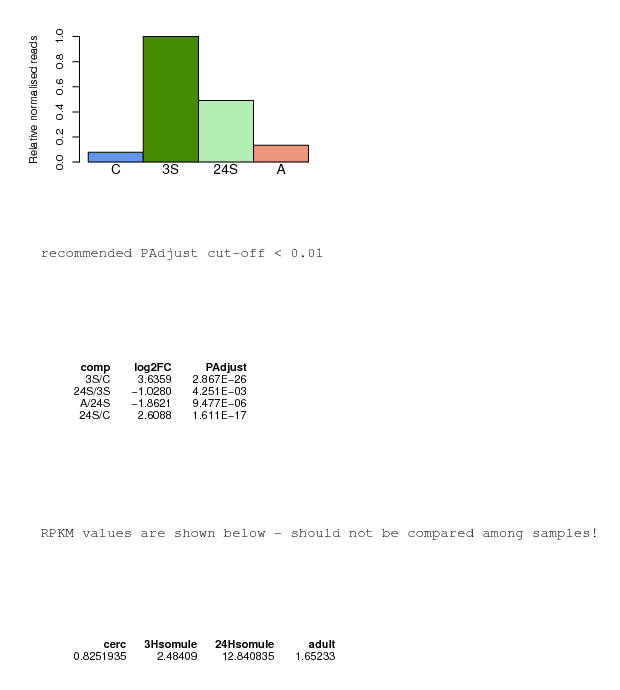 Relative normalised reads
1.0
0.8
0.6
0.4
0.2
0.0
C 3S 24S A
recommended PAdjust cut-off < 0.01
comp log2FC PAdjust
3S/C 3.6359 2.867E−26
24S/3S −1.0280 4.251E−03
A/24S −1.8621 9.477E−06
24S/C 2.6088 1.611E−17
RPKM values are shown below - should not be compared among samples!
cerc 3Hsomule 24Hsomule adult
0.8251935 2.48409 12.840835 1.65233